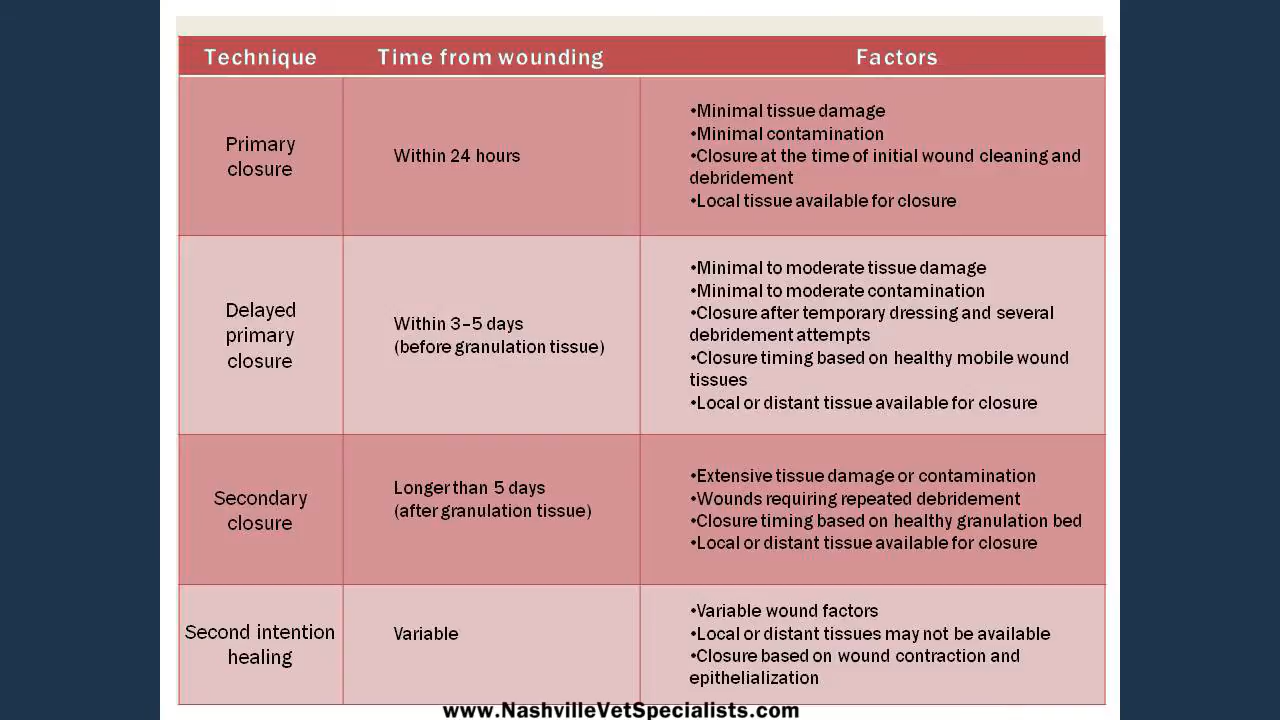 Technique Time from wounding Factors
Primary
closure
Within 24 hours
•Minimal tissue damage
•Minimal contamination
•Closure at the time of initial wound cleaning and
debridement
•Local tissue available for closure
Delayed
primary
closure
Within 3–5 days
(before granulation tissue)
•Minimal to moderate tissue damage
•Minimal to moderate contamination
•Closure after temporary dressing and several
debridement attempts
•Closure timing based on healthy mobile wound
tissues
•Local or distant tissue available for closure
Secondary
closure
Longer than 5 days
(after granulation tissue)
•Extensive tissue damage or contamination
•Wounds requiring repeated debridement
•Closure timing based on healthy granulation bed
•Local or distant tissue available for closure
Second intention
healing
Variable
•Variable wound factors
•Local or distant tissues may not be available
•Closure based on wound contraction and
epithelialization
www.NashvilleVetSpecialists.com